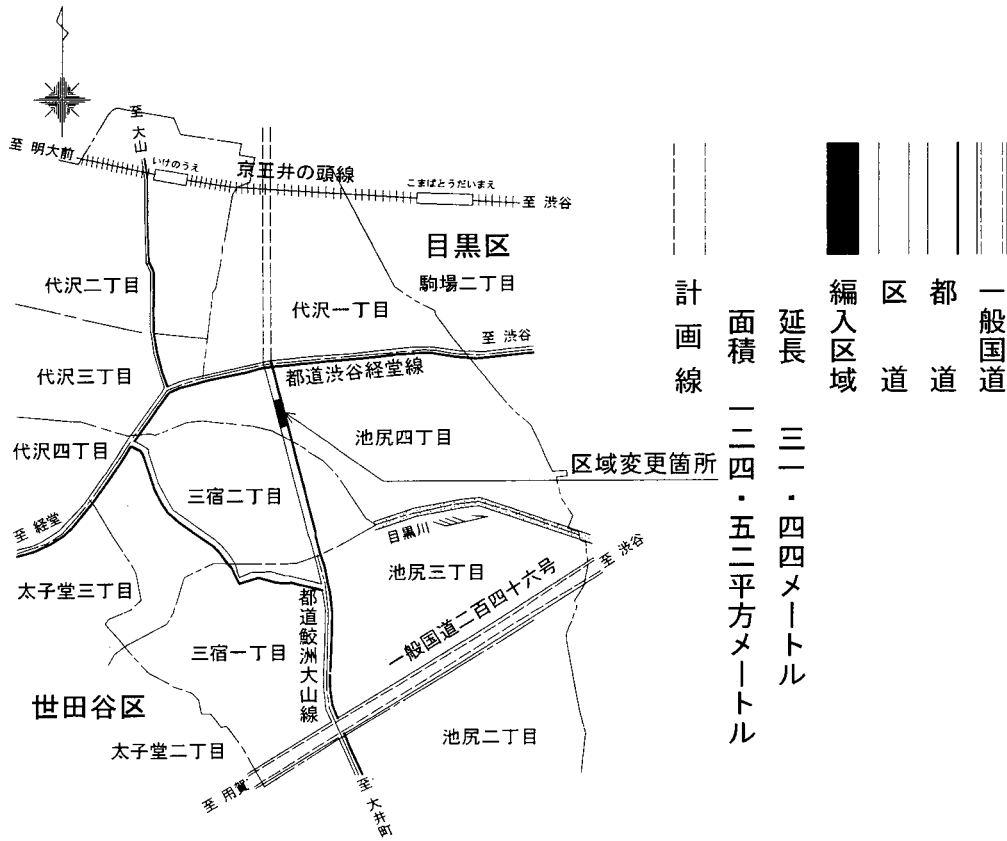 至 大山
至 明大前
いけのうえ
京王井の頭線
こまばとうだいまえ
至 渋谷
目黒区
駒場二丁目
代沢二丁目
代沢一丁目
至 渋谷
代沢三丁目
都道渋谷経堂線
代沢四丁目
池尻四丁目
区域変更箇所
三宿二丁目
至 経堂
目黒川
至 渋谷
太子堂三丁目
池尻三丁目
一般国道二百四十六号
都道鮫洲大山線
三宿一丁目
世田谷区
太子堂二丁目
池尻二丁目
至 用賀
至 大井町
一般国道
都道
区道
編入区域
延長 三一・四四メートル
面積 一二四・五二平方メートル
計画線